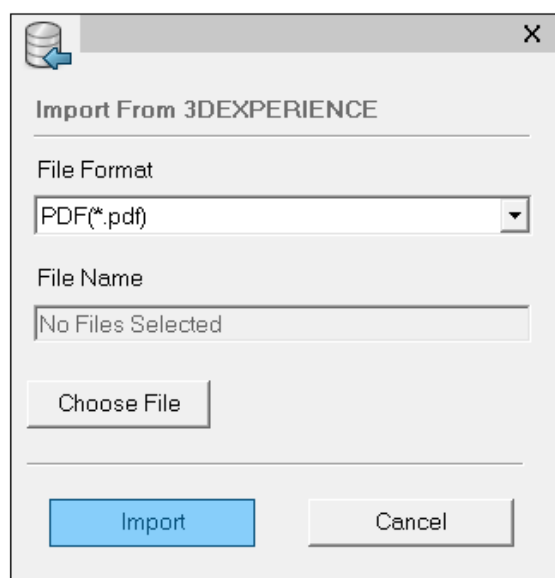 X
Import From 3DEXPERIENCE
File Format
PDF(*.pdf)
File Name
No Files Selected
Choose File
Import
Cancel